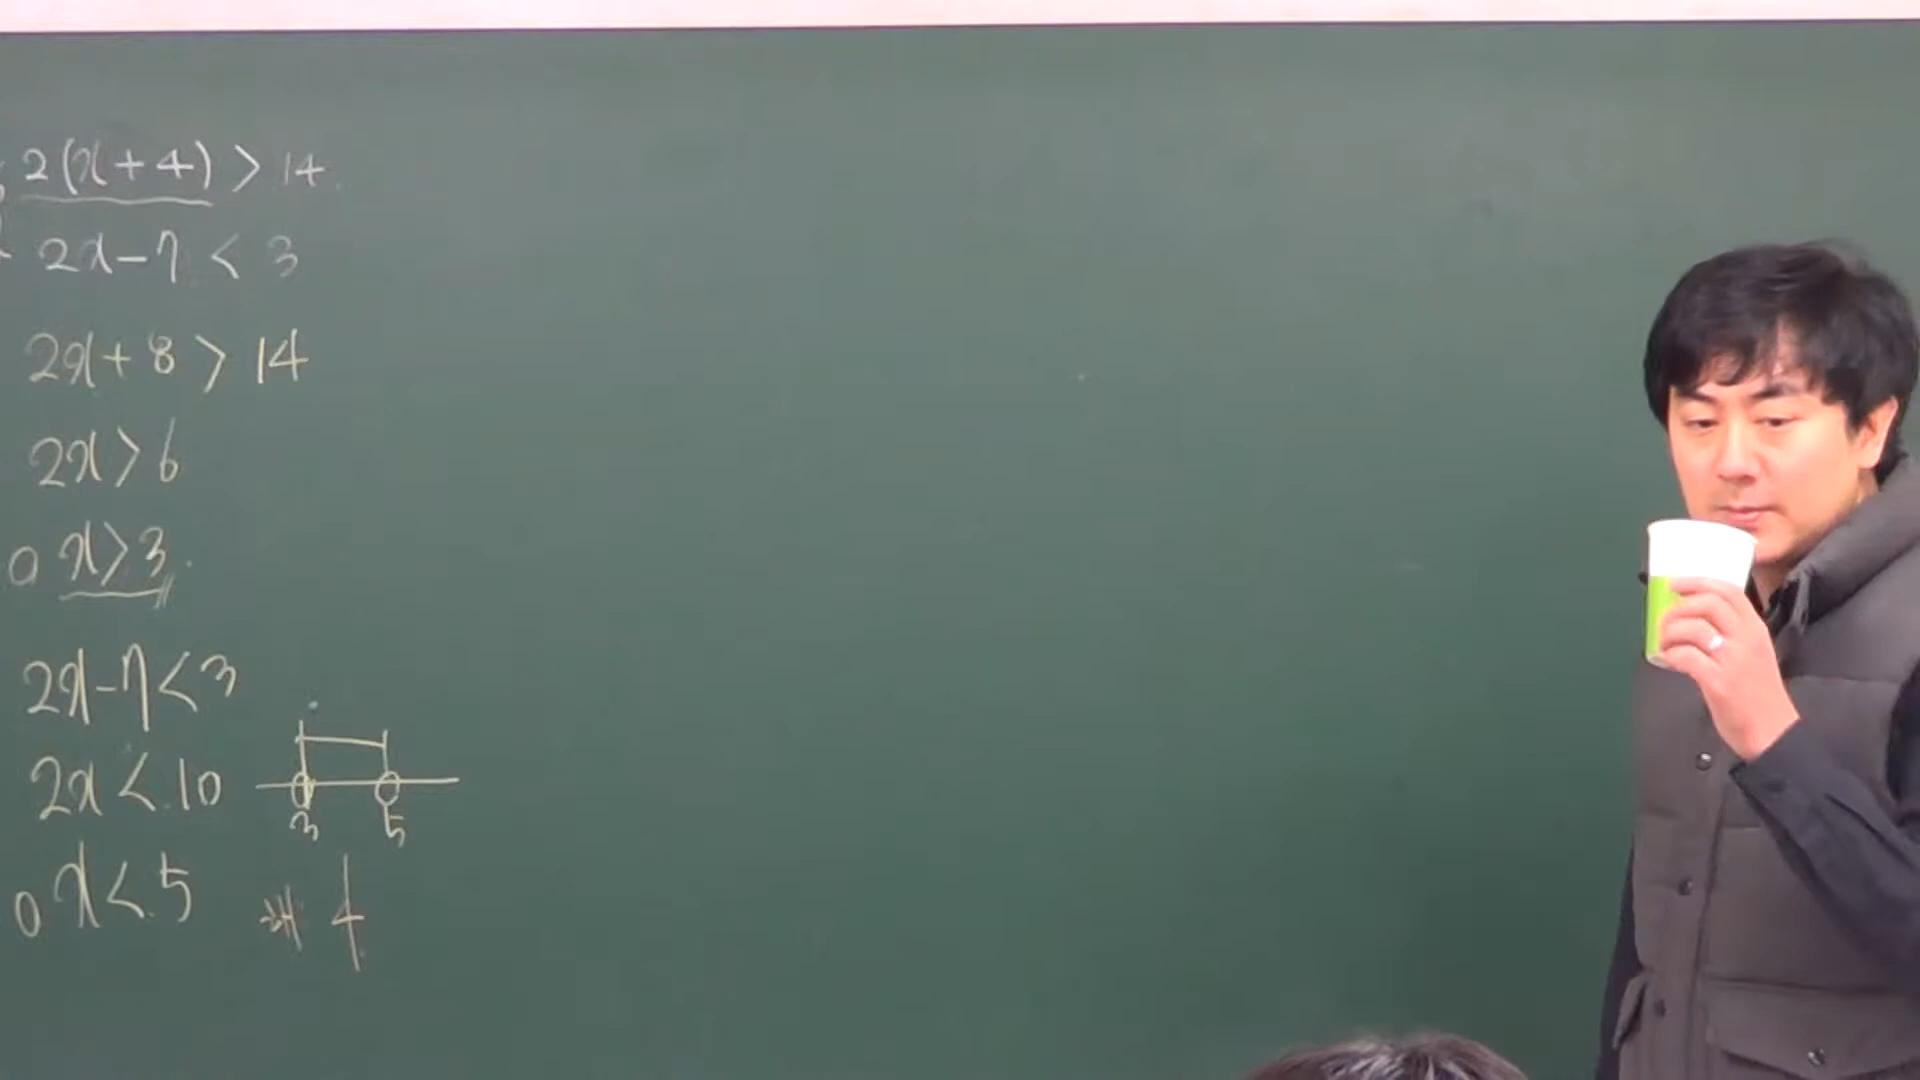 2(x+4) > 14
2x-7 < 3
2x+8 > 14
2x > 6
x > 3
2x-7 < 3
2x < 10
3 5
x < 5
4